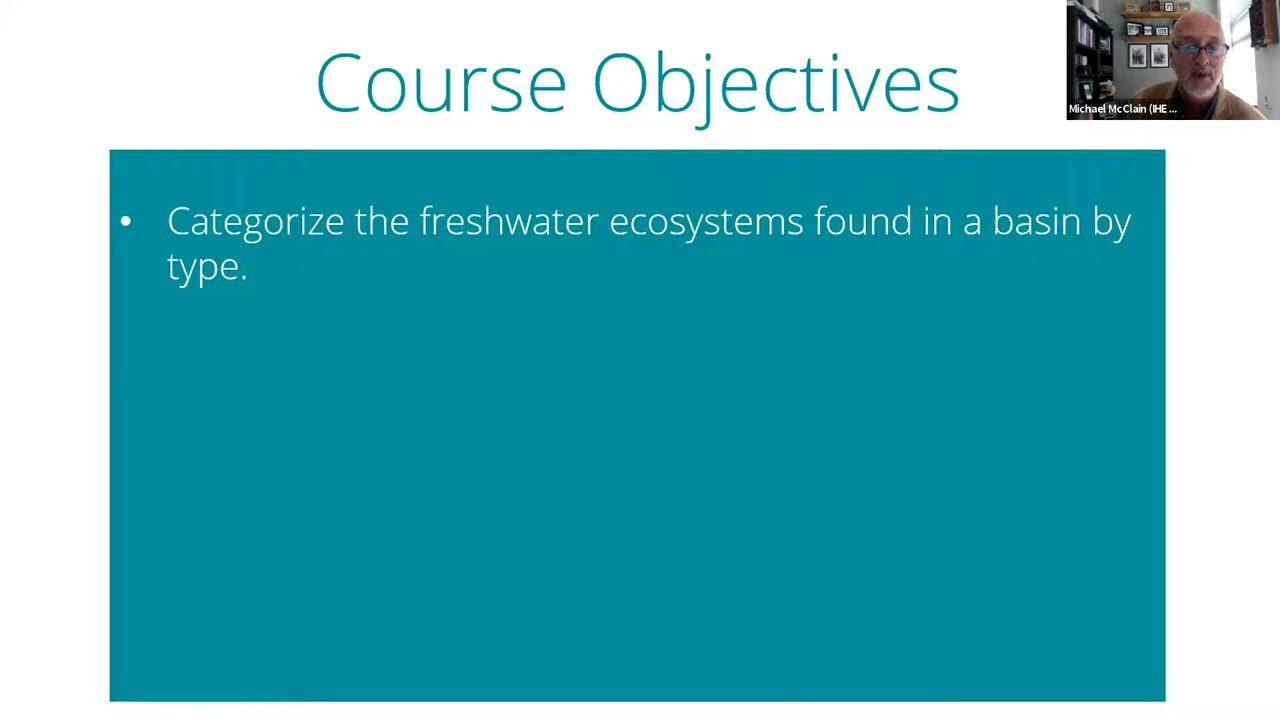 Course Objectives
Michael McClain (IHE ...
• Categorize the freshwater ecosystems found in a basin by
type.